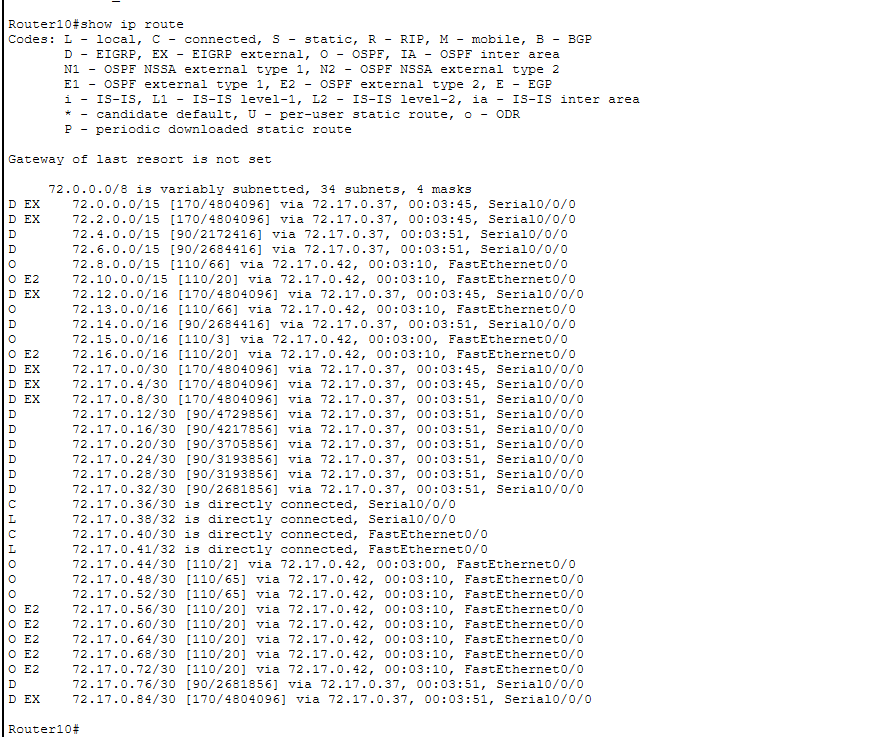 Router10#show ip route
Codes: L - local, C - connected, S - static, R - RIP, M - mobile, B - BGP
       D - EIGRP, EX - EIGRP external, O - OSPF, IA - OSPF inter area
       N1 - OSPF NSSA external type 1, N2 - OSPF NSSA external type 2
       E1 - OSPF external type 1, E2 - OSPF external type 2, E - EGP
       i - IS-IS, L1 - IS-IS level-1, L2 - IS-IS level-2, ia - IS-IS inter area
       * - candidate default, U - per-user static route, o - ODR
       P - periodic downloaded static route

Gateway of last resort is not set

     72.0.0.0/8 is variably subnetted, 34 subnets, 4 masks
D EX    72.0.0.0/15 [170/4804096] via 72.17.0.37, 00:03:45, Serial0/0/0
D EX    72.2.0.0/15 [170/4804096] via 72.17.0.37, 00:03:45, Serial0/0/0
D       72.4.0.0/15 [90/2172416] via 72.17.0.37, 00:03:51, Serial0/0/0
D       72.6.0.0/15 [90/2684416] via 72.17.0.37, 00:03:51, Serial0/0/0
O       72.8.0.0/15 [110/66] via 72.17.0.42, 00:03:10, FastEthernet0/0
O E2    72.10.0.0/15 [110/20] via 72.17.0.42, 00:03:10, FastEthernet0/0
D EX    72.12.0.0/16 [170/4804096] via 72.17.0.37, 00:03:45, Serial0/0/0
O       72.13.0.0/16 [110/66] via 72.17.0.42, 00:03:10, FastEthernet0/0
D       72.14.0.0/16 [90/2684416] via 72.17.0.37, 00:03:51, Serial0/0/0
O       72.15.0.0/16 [110/3] via 72.17.0.42, 00:03:00, FastEthernet0/0
O E2    72.16.0.0/16 [110/20] via 72.17.0.42, 00:03:10, FastEthernet0/0
D EX    72.17.0.0/30 [170/4804096] via 72.17.0.37, 00:03:45, Serial0/0/0
D EX    72.17.0.4/30 [170/4804096] via 72.17.0.37, 00:03:45, Serial0/0/0
D EX    72.17.0.8/30 [170/4804096] via 72.17.0.37, 00:03:51, Serial0/0/0
D       72.17.0.12/30 [90/4729856] via 72.17.0.37, 00:03:51, Serial0/0/0
D       72.17.0.16/30 [90/4217856] via 72.17.0.37, 00:03:51, Serial0/0/0
D       72.17.0.20/30 [90/3705856] via 72.17.0.37, 00:03:51, Serial0/0/0
D       72.17.0.24/30 [90/3193856] via 72.17.0.37, 00:03:51, Serial0/0/0
D       72.17.0.28/30 [90/3193856] via 72.17.0.37, 00:03:51, Serial0/0/0
D       72.17.0.32/30 [90/2681856] via 72.17.0.37, 00:03:51, Serial0/0/0
C       72.17.0.36/30 is directly connected, Serial0/0/0
L       72.17.0.38/32 is directly connected, Serial0/0/0
C       72.17.0.40/30 is directly connected, FastEthernet0/0
L       72.17.0.41/32 is directly connected, FastEthernet0/0
O       72.17.0.44/30 [110/2] via 72.17.0.42, 00:03:00, FastEthernet0/0
O       72.17.0.48/30 [110/65] via 72.17.0.42, 00:03:10, FastEthernet0/0
O       72.17.0.52/30 [110/65] via 72.17.0.42, 00:03:10, FastEthernet0/0
O E2    72.17.0.56/30 [110/20] via 72.17.0.42, 00:03:10, FastEthernet0/0
O E2    72.17.0.60/30 [110/20] via 72.17.0.42, 00:03:10, FastEthernet0/0
O E2    72.17.0.64/30 [110/20] via 72.17.0.42, 00:03:10, FastEthernet0/0
O E2    72.17.0.68/30 [110/20] via 72.17.0.42, 00:03:10, FastEthernet0/0
O E2    72.17.0.72/30 [110/20] via 72.17.0.42, 00:03:10, FastEthernet0/0
D       72.17.0.76/30 [90/2681856] via 72.17.0.37, 00:03:51, Serial0/0/0
D EX    72.17.0.84/30 [170/4804096] via 72.17.0.37, 00:03:51, Serial0/0/0

Router10#